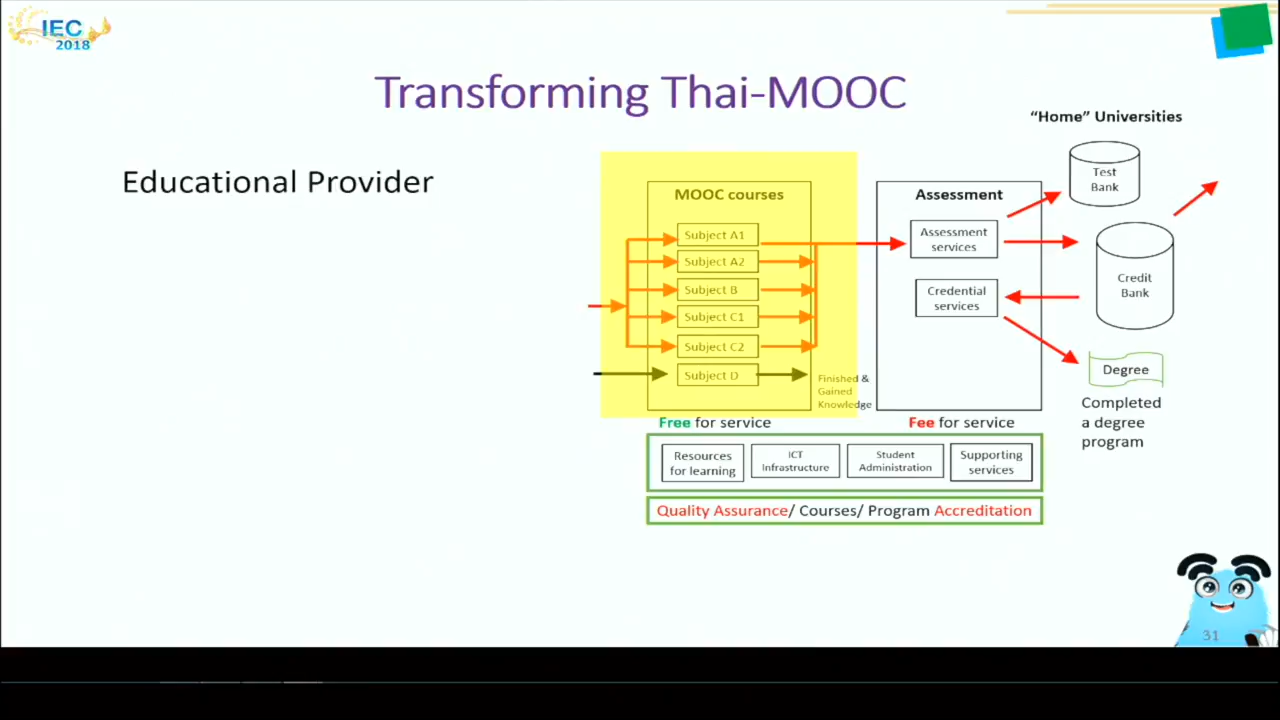 IEC
2018
Transforming Thai-MOOC
"Home" Universities
Educational Provider
MOOC courses
Subject A1
Subject A2
Subject B
Subject C1
Subject C2
Subject D
Finished &
Gained
Knowledge
Free for service
Assessment
Assessment
services
Credential
services
Fee for service
Test
Bank
Credit
Bank
Degree
Completed
a degree
program
Resources
for learning
ICT
Infrastructure
Student
Administration
Supporting
services
Quality Assurance/ Courses/ Program Accreditation
31